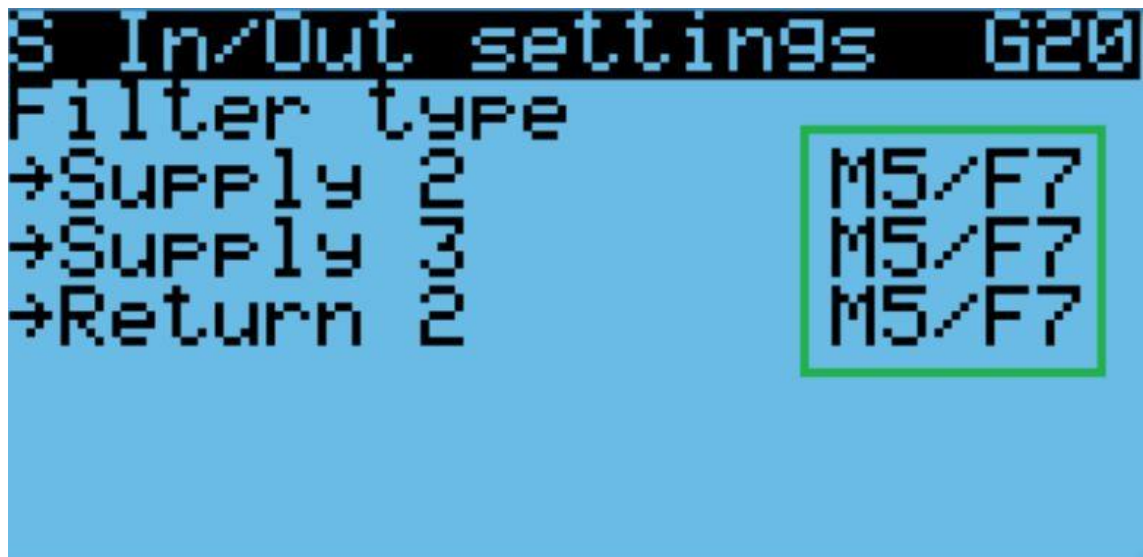 S In/Out settings G20
Filter type
→Supply 2 M5/F7
→Supply 3 M5/F7
→Return 2 M5/F7